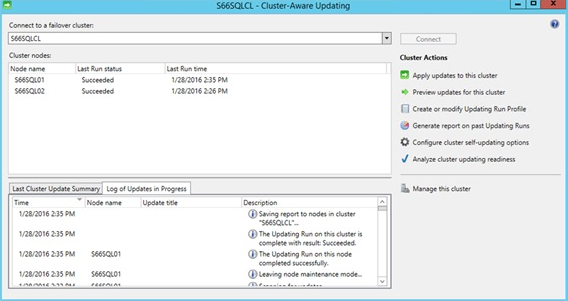 S66SQLCL - Cluster-Aware Updating
Connect to a failover cluster:
S66SQLCL
Connect
Cluster nodes:
Node name Last Run status Last Run time
S66SQL01 Succeeded 1/28/2016 2:35 PM
S66SQL02 Succeeded 1/28/2016 2:26 PM
Cluster Actions
Apply updates to this cluster
Preview updates for this cluster
Create or modify Updating Run Profile
Generate report on past Updating Runs
Configure cluster self-updating options
Analyze cluster updating readiness
Manage this cluster
Last Cluster Update Summary Log of Updates in Progress
Time Node name Update title Description
1/28/2016 2:35 PM Saving report to nodes in cluster
"S66SQLCL"...
1/28/2016 2:35 PM The Updating Run on this cluster is
complete with result: Succeeded.
1/28/2016 2:35 PM S66SQL01 The Updating Run on this node
completed successfully.
1/28/2016 2:35 PM S66SQL01 Leaving node maintenance mode...